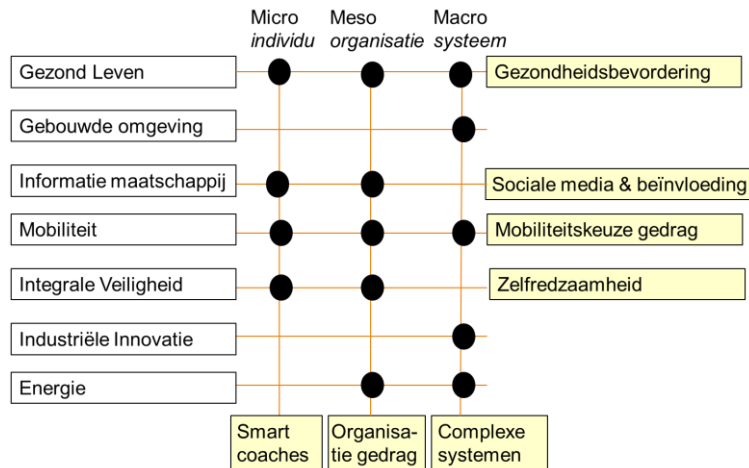 Micro Meso Macro
individu organisatie systeem
Gezond Leven Gezondheidsbevordering
Gebouwde omgeving
Informatie maatschappij Sociale media & beïnvloeding
Mobiliteit Mobiliteitskeuze gedrag
Integrale Veiligheid Zelfredzaamheid
Industriële Innovatie
Energie
Smart Organisa- Complexe
coaches tie gedrag systemen